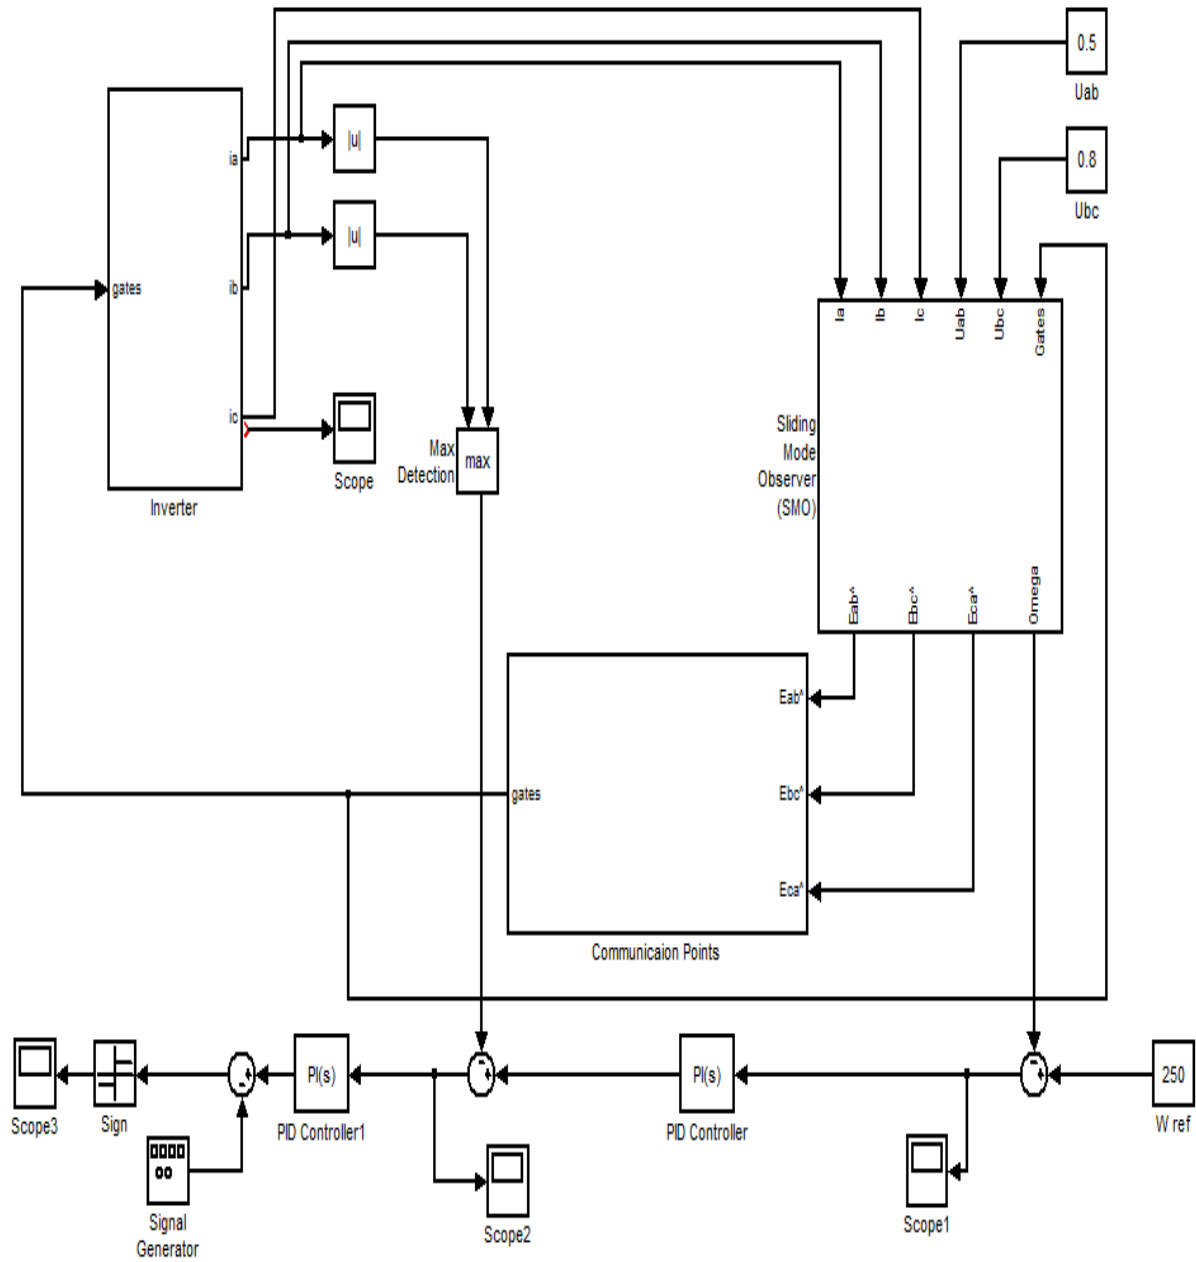 0.5
Uab
0.8
Ubc
|u|
|u|
ia
gates
ib
ic
Scope
Inverter
Max
Detection
max
Ia
Ib
Ic
Uab
Ubc
Gates
Sliding
Mode
Observer
(SMO)
Eab^
Ebc^
Eca^
Omega
Eab^
gates
Ebc^
Eca^
Communicaion Points
Scope3
Sign
+
-
PI(s)
PID Controller1
-
+
PI(s)
PID Controller
-
+
250
W ref
Signal
Generator
Scope2
Scope1